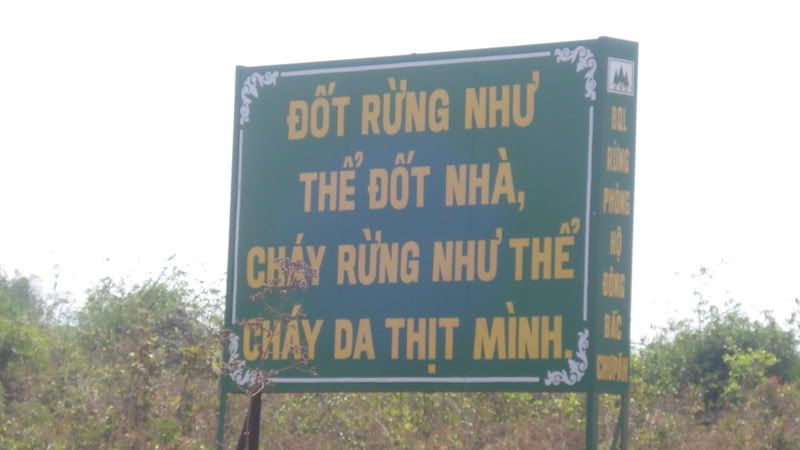 ĐỐT RỪNG NHƯ
THỂ ĐỐT NHÀ,
CHÁY RỪNG NHƯ THỂ
CHÁY DA THỊT MÌNH.
BQL
RỪNG
PHÒNG
HỘ
ĐÔNG
BẮC
CHƯPĂH